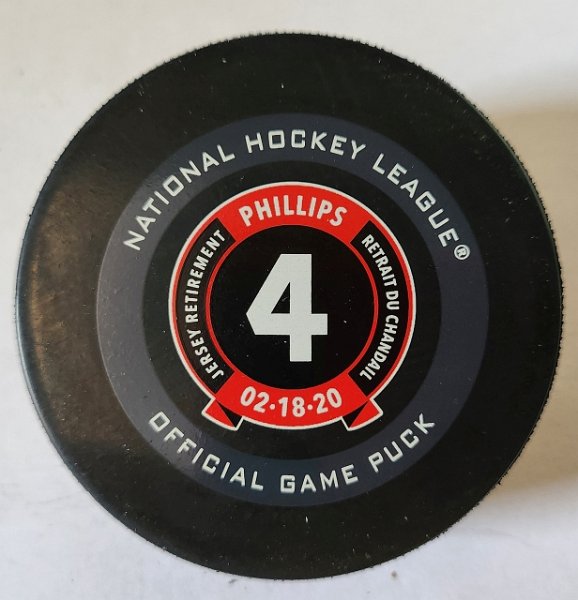 NATIONAL HOCKEY LEAGUE®
PHILLIPS
JERSEY RETIREMENT
4
RETRAIT DU CHANDAIL
02•18•20
OFFICIAL GAME PUCK